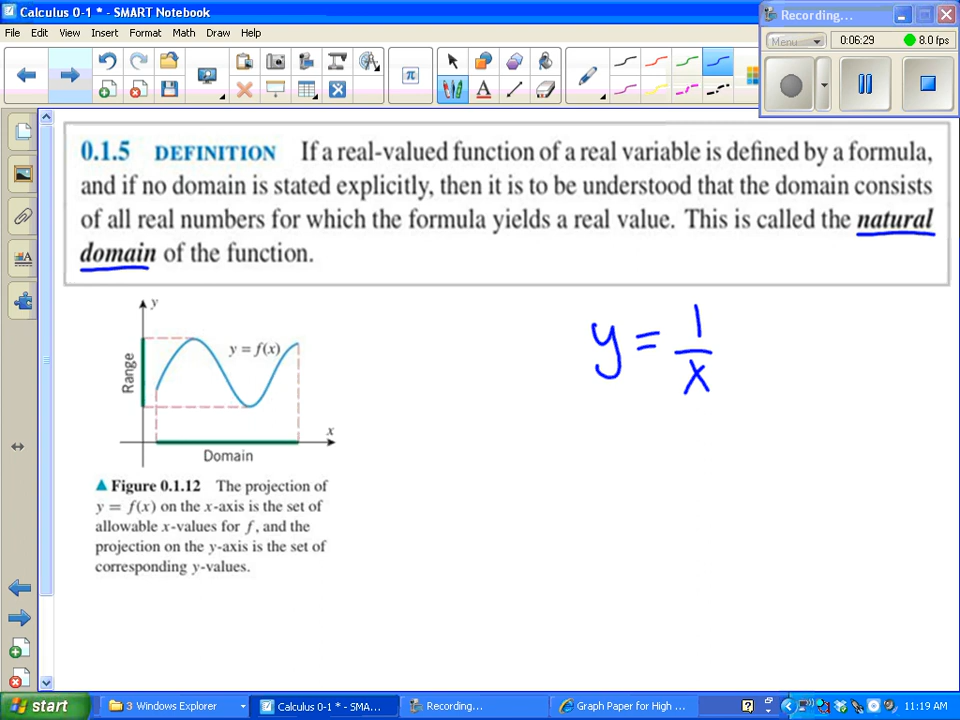 Calculus 0-1 * - SMART Notebook
Recording...
File Edit View Insert Format Math Draw Help
Menu 00:06:29 8.0 fps
π
A
0.1.5 DEFINITION If a real-valued function of a real variable is defined by a formula,
and if no domain is stated explicitly, then it is to be understood that the domain consists
of all real numbers for which the formula yields a real value. This is called the natural
domain of the function.
y
y = f(x)
Range
x
Domain
y = 1/x
▲ Figure 0.1.12 The projection of
y = f(x) on the x-axis is the set of
allowable x-values for f, and the
projection on the y-axis is the set of
corresponding y-values.
start
3 Windows Explorer
Calculus 0-1 * - SMA...
Recording...
Graph Paper for High ...
11:19 AM